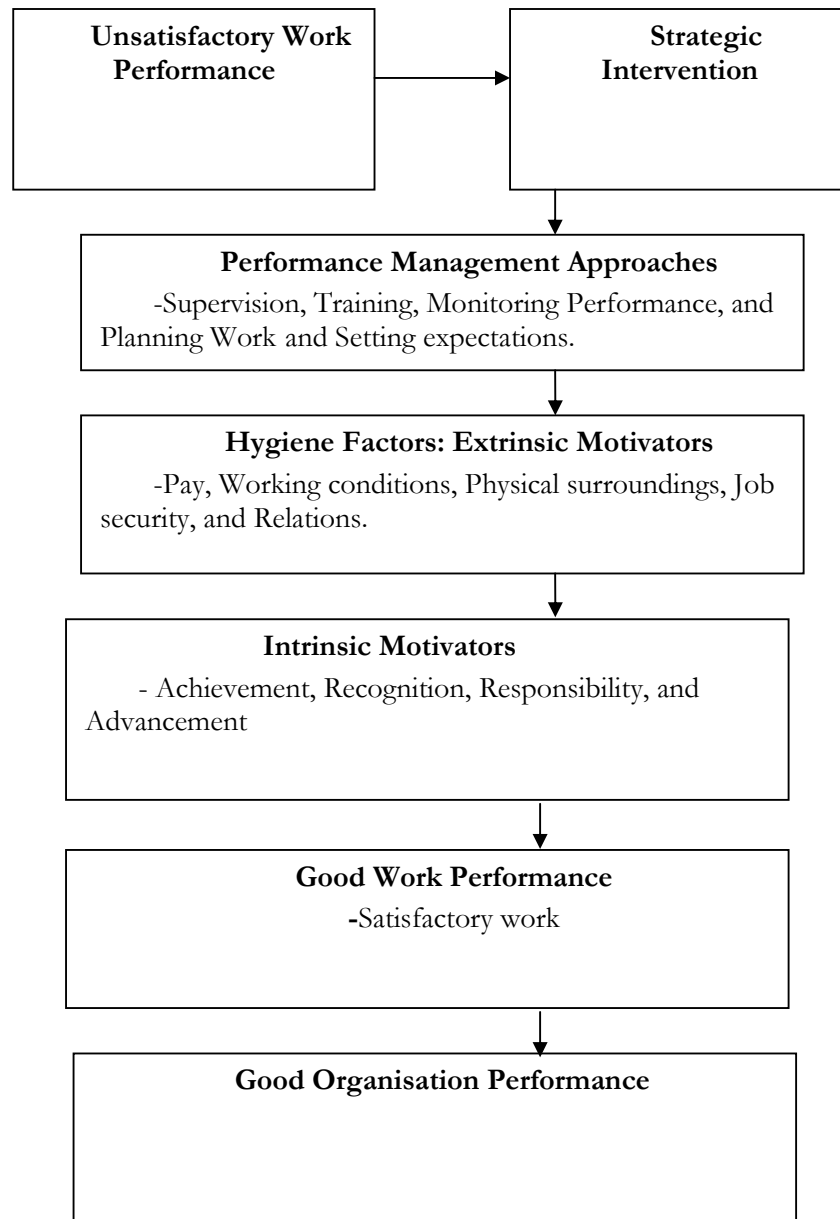 Unsatisfactory Work
Performance
Strategic
Intervention
Performance Management Approaches
-Supervision, Training, Monitoring Performance, and
Planning Work and Setting expectations.
Hygiene Factors: Extrinsic Motivators
-Pay, Working conditions, Physical surroundings, Job
security, and Relations.
Intrinsic Motivators
- Achievement, Recognition, Responsibility, and
Advancement
Good Work Performance
-Satisfactory work
Good Organisation Performance